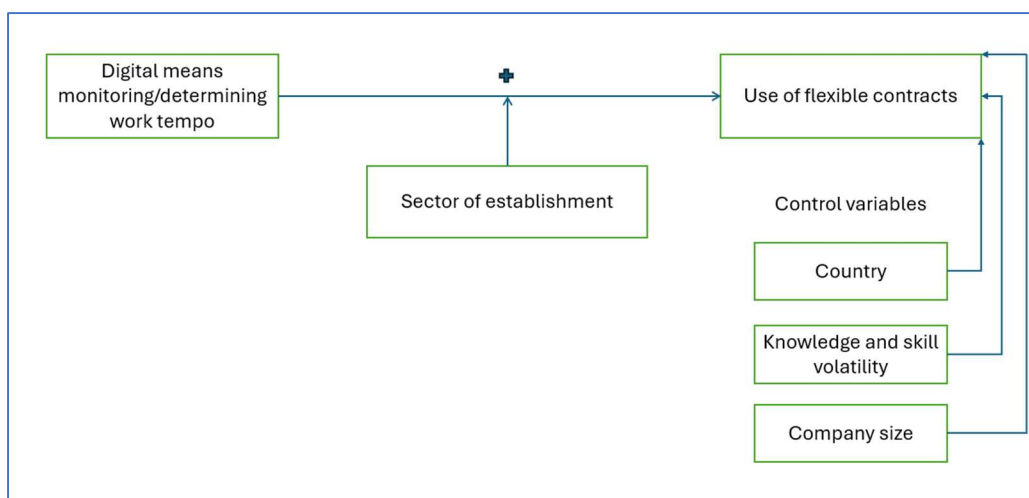 Digital means
monitoring/determining
work tempo
Use of flexible contracts
Sector of establishment
Control variables
Country
Knowledge and skill
volatility
Company size